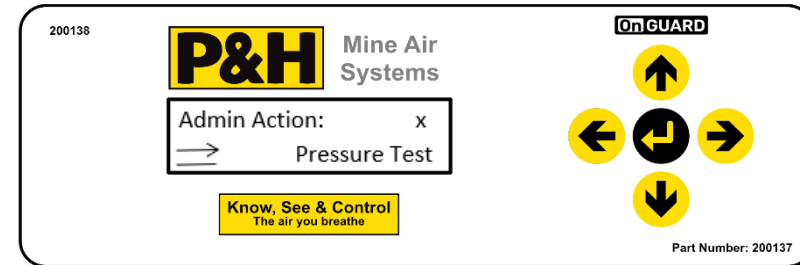 200138
OnGUARD
P&H
Mine Air
Systems
Admin Action: x
Pressure Test
Know, See & Control
The air you breathe
Part Number: 200137